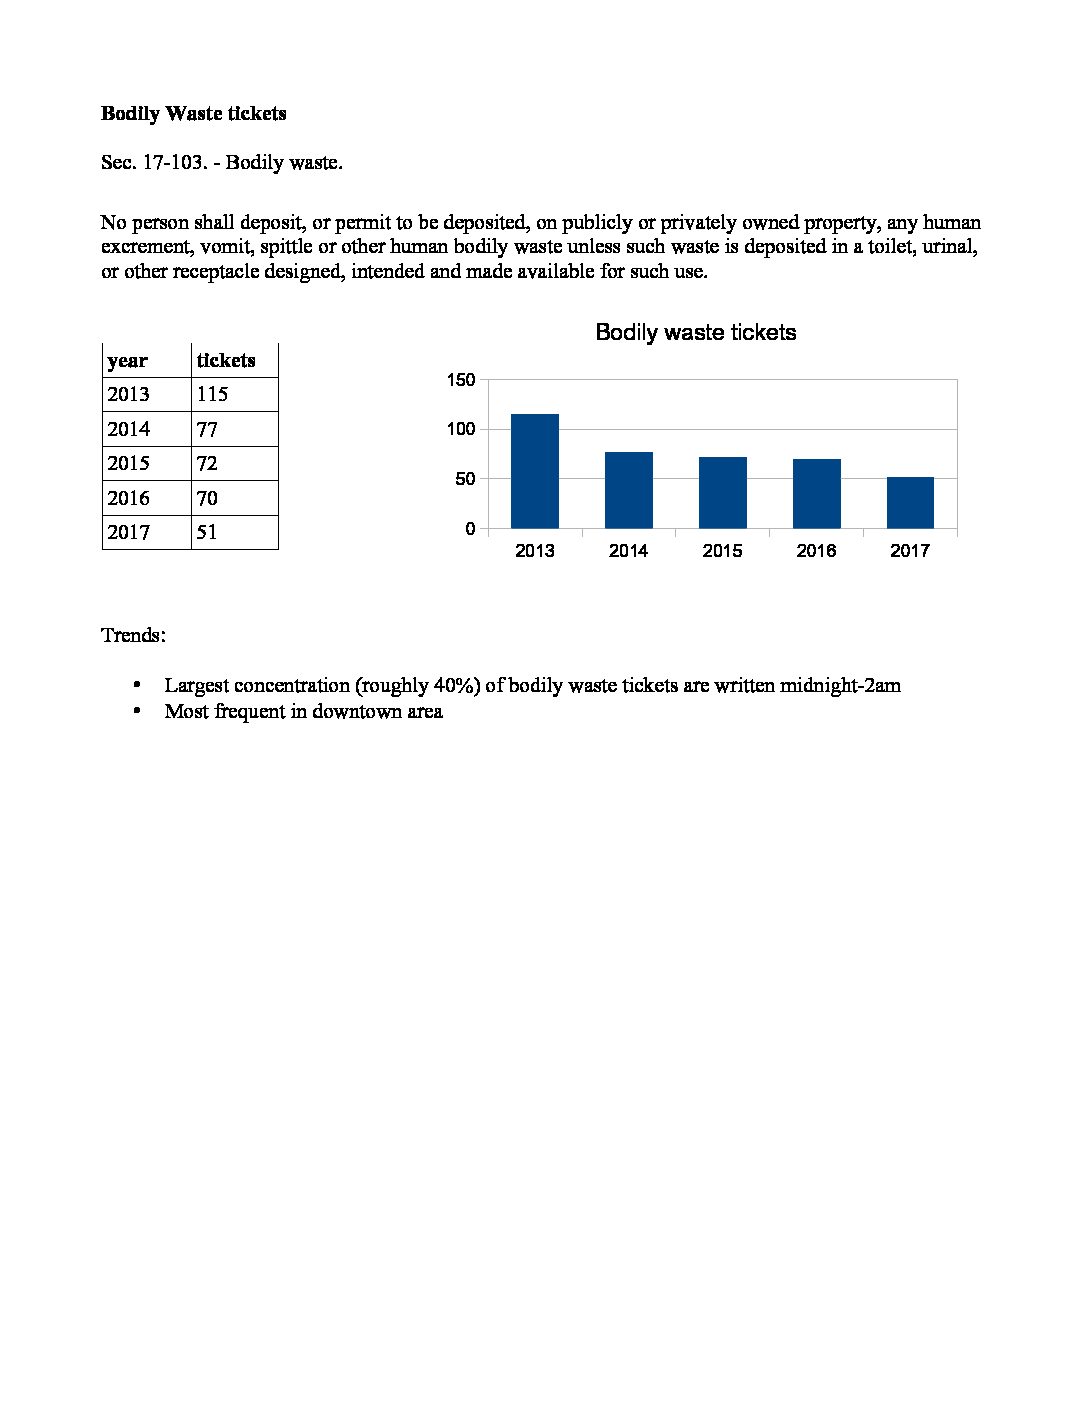 Bodily Waste tickets
Sec. 17-103. - Bodily waste.
No person shall deposit, or permit to be deposited, on publicly or privately owned property, any human
excrement, vomit, spittle or other human bodily waste unless such waste is deposited in a toilet, urinal,
or other receptacle designed, intended and made available for such use.
year tickets
2013 115
2014 77
2015 72
2016 70
2017 51
Bodily waste tickets
150
100
50
0
2013 2014 2015 2016 2017
Trends:
• Largest concentration (roughly 40%) of bodily waste tickets are written midnight-2am
• Most frequent in downtown area